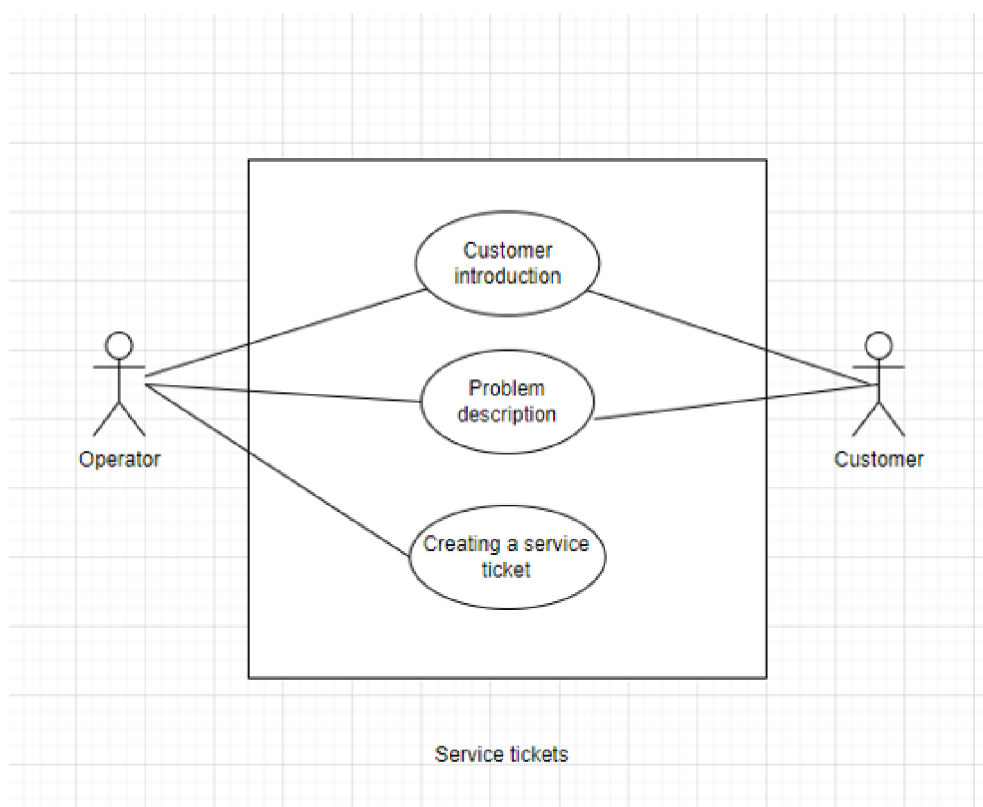 Customer
introduction
Problem
description
Operator
Customer
Creating a service
ticket
Service tickets